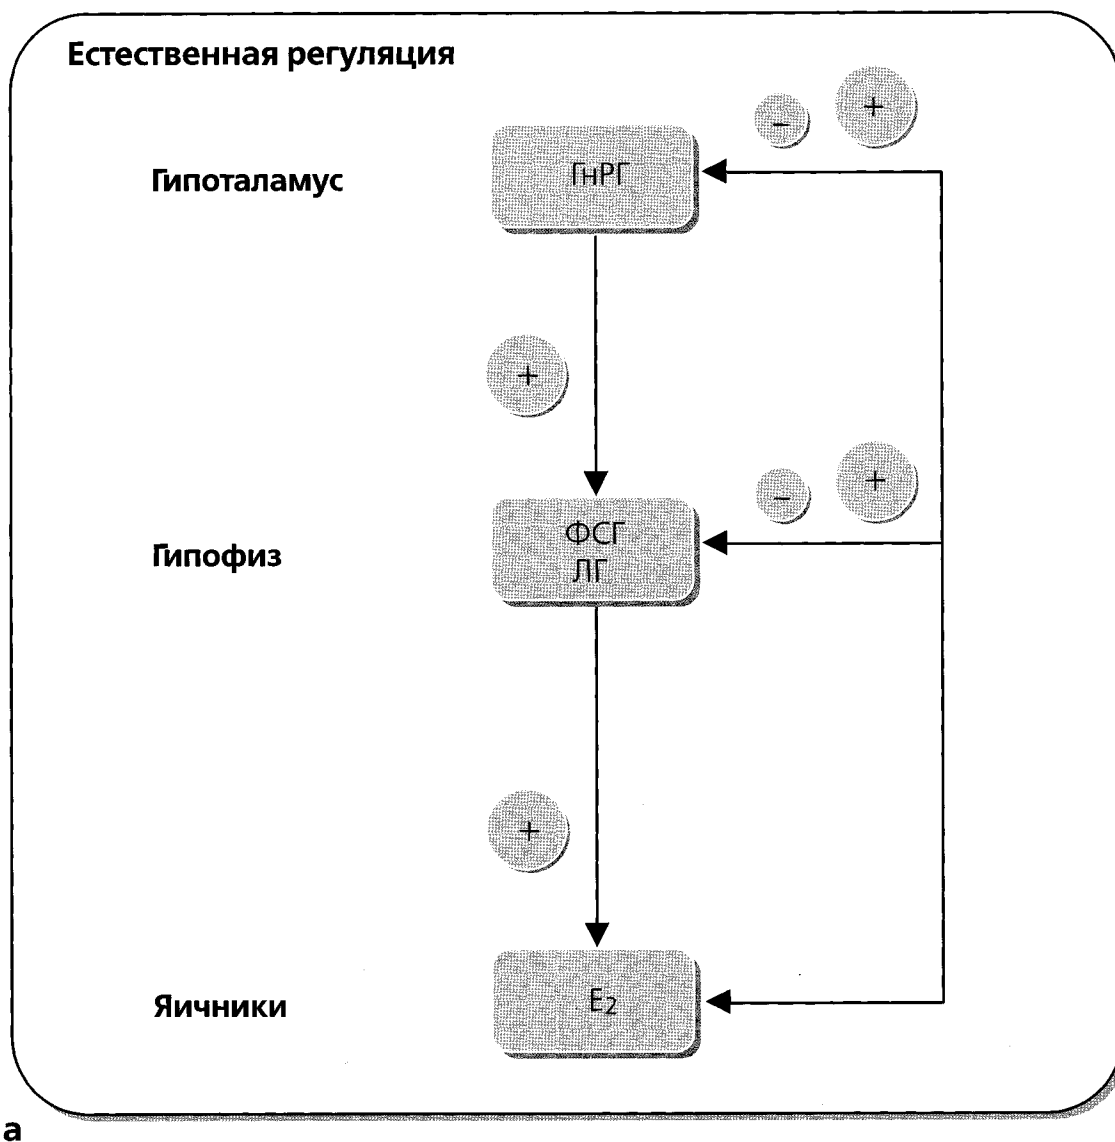 Естественная регуляция
− +
Гипоталамус ГнРГ
+
− +
Гипофиз ФСГ
ЛГ
+
Яичники E2
а